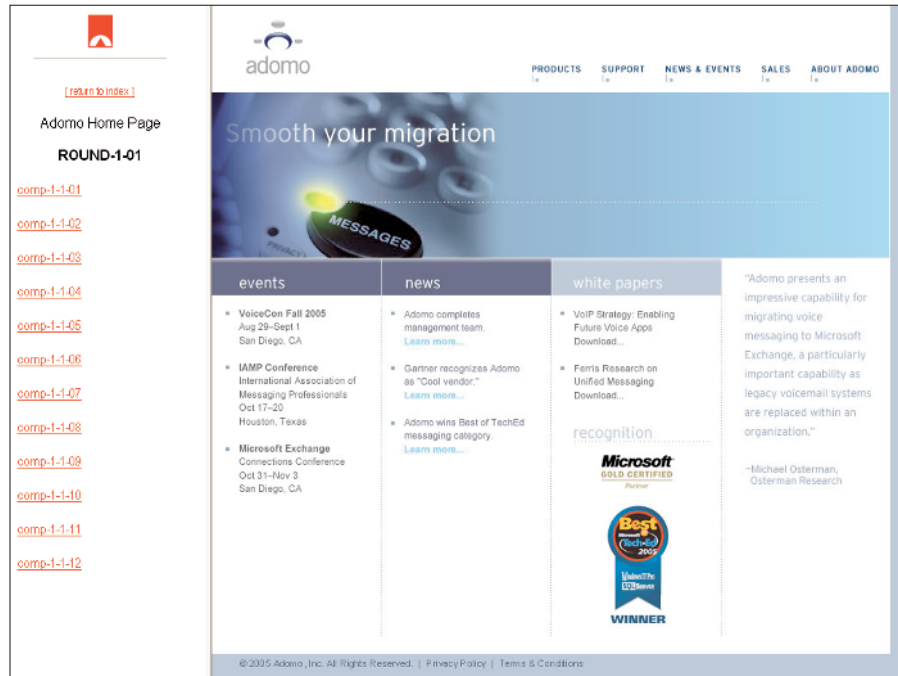 [ return to index ]
Adomo Home Page
ROUND-1-01
comp-1-1-01
comp-1-1-02
comp-1-1-03
comp-1-1-04
comp-1-1-05
comp-1-1-06
comp-1-1-07
comp-1-1-08
comp-1-1-09
comp-1-1-10
comp-1-1-11
comp-1-1-12
adomo
PRODUCTS SUPPORT NEWS & EVENTS SALES ABOUT ADOMO
Smooth your migration
MESSAGES
PRIVACY
events
VoiceCon Fall 2005
Aug 29–Sept 1
San Diego, CA
IAMP Conference
International Association of
Messaging Professionals
Oct 17–20
Houston, Texas
Microsoft Exchange
Connections Conference
Oct 31–Nov 3
San Diego, CA
news
Adomo completes
management team.
Learn more...
Gartner recognizes Adomo
as "Cool vendor."
Learn more...
Adomo wins Best of TechEd
messaging category.
Learn more...
white papers
VoIP Strategy: Enabling
Future Voice Apps
Download...
Ferris Research on
Unified Messaging
Download...
recognition
Microsoft
GOLD CERTIFIED
Partner
Best
Microsoft
Tech·Ed
2005
Windows IT Pro
SQL Server
WINNER
"Adomo presents an
impressive capability for
migrating voice
messaging to Microsoft
Exchange, a particularly
important capability as
legacy voicemail systems
are replaced within an
organization."
–Michael Osterman,
Osterman Research
© 2005 Adomo, Inc. All Rights Reserved. | Privacy Policy | Terms & Conditions